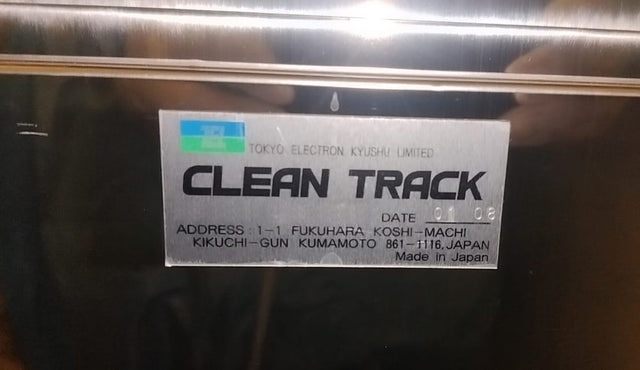 TOKYO ELECTRON KYUSHU LIMITED
CLEAN TRACK
DATE 01 08
ADDRESS : 1-1 FUKUHARA KOSHI-MACHI
KIKUCHI-GUN KUMAMOTO 861-1116, JAPAN
Made in Japan